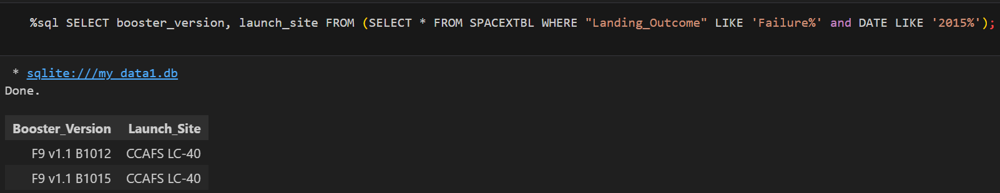 %sql SELECT booster_version, launch_site FROM (SELECT * FROM SPACEXTBL WHERE "Landing_Outcome" LIKE 'Failure%' and DATE LIKE '2015%');
* sqlite:///my_data1.db
Done.
Booster_Version Launch_Site
F9 v1.1 B1012 CCAFS LC-40
F9 v1.1 B1015 CCAFS LC-40